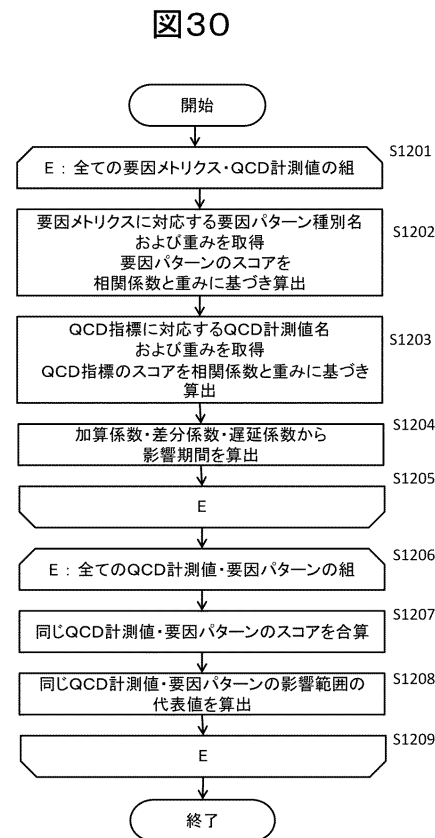 図30
開始
S1201
E : 全ての要因メトリクス・QCD計測値の組
S1202
要因メトリクスに対応する要因パターン種別名
および重みを取得
要因パターンのスコアを
相関係数と重みに基づき算出
S1203
QCD指標に対応するQCD計測値名
および重みを取得
QCD指標のスコアを相関係数と重みに基づき
算出
S1204
加算係数・差分係数・遅延係数から
影響期間を算出
S1205
E
S1206
E : 全てのQCD計測値・要因パターンの組
S1207
同じQCD計測値・要因パターンのスコアを合算
S1208
同じQCD計測値・要因パターンの影響範囲の
代表値を算出
S1209
E
終了